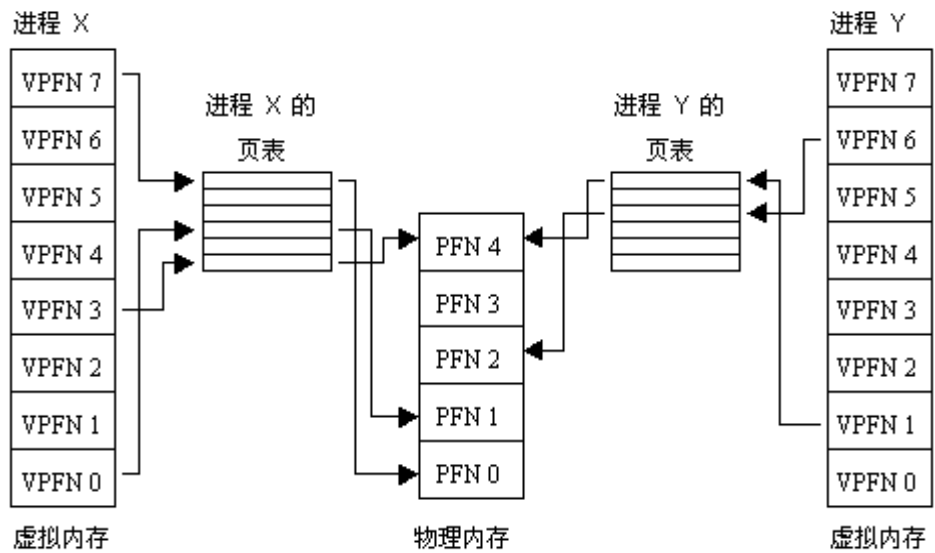 进程 X
VPFN 7
VPFN 6
VPFN 5
VPFN 4
VPFN 3
VPFN 2
VPFN 1
VPFN 0
虚拟内存
进程 X 的
页表
PFN 4
PFN 3
PFN 2
PFN 1
PFN 0
物理内存
进程 Y 的
页表
进程 Y
VPFN 7
VPFN 6
VPFN 5
VPFN 4
VPFN 3
VPFN 2
VPFN 1
VPFN 0
虚拟内存